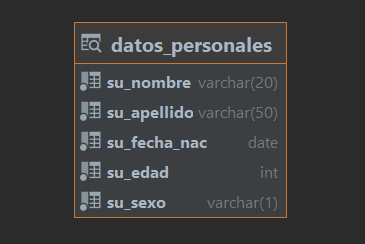 datos_personales
su_nombre varchar(20)
su_apellido varchar(50)
su_fecha_nac date
su_edad int
su_sexo varchar(1)